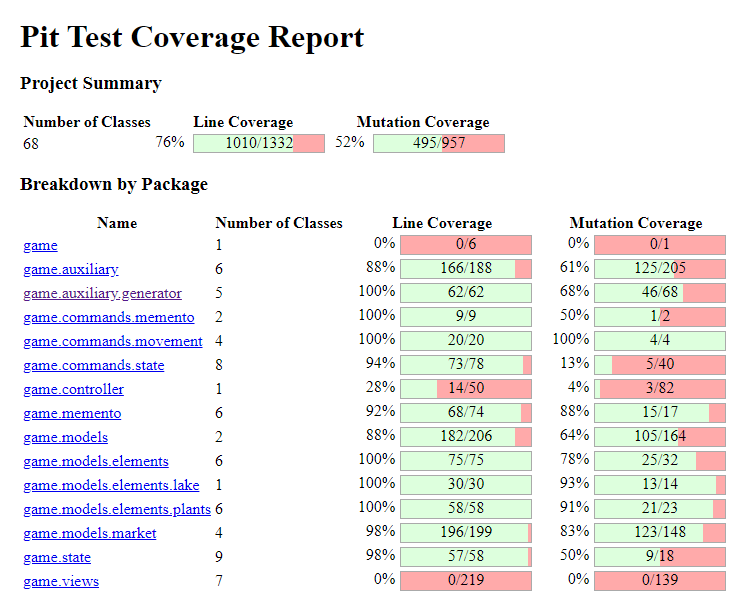 Pit Test Coverage Report
Project Summary
Number of Classes Line Coverage Mutation Coverage
68 76% 1010/1332 52% 495/957
Breakdown by Package
Name Number of Classes Line Coverage Mutation Coverage
game 1 0% 0/6 0% 0/1
game.auxiliary 6 88% 166/188 61% 125/205
game.auxiliary.generator 5 100% 62/62 68% 46/68
game.commands.memento 2 100% 9/9 50% 1/2
game.commands.movement 4 100% 20/20 100% 4/4
game.commands.state 8 94% 73/78 13% 5/40
game.controller 1 28% 14/50 4% 3/82
game.memento 6 92% 68/74 88% 15/17
game.models 2 88% 182/206 64% 105/164
game.models.elements 6 100% 75/75 78% 25/32
game.models.elements.lake 1 100% 30/30 93% 13/14
game.models.elements.plants 6 100% 58/58 91% 21/23
game.models.market 4 98% 196/199 83% 123/148
game.state 9 98% 57/58 50% 9/18
game.views 7 0% 0/219 0% 0/139